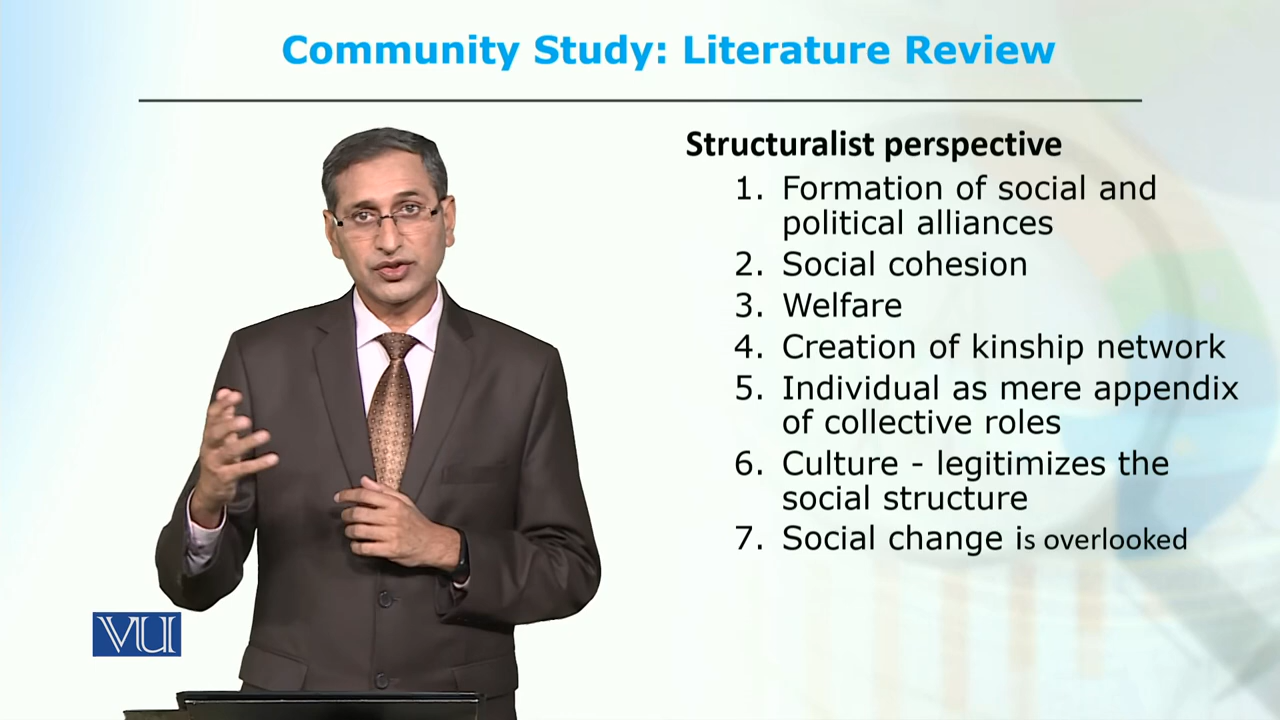 Community Study: Literature Review
Structuralist perspective
1. Formation of social and
political alliances
2. Social cohesion
3. Welfare
4. Creation of kinship network
5. Individual as mere appendix
of collective roles
6. Culture - legitimizes the
social structure
7. Social change is overlooked
VU